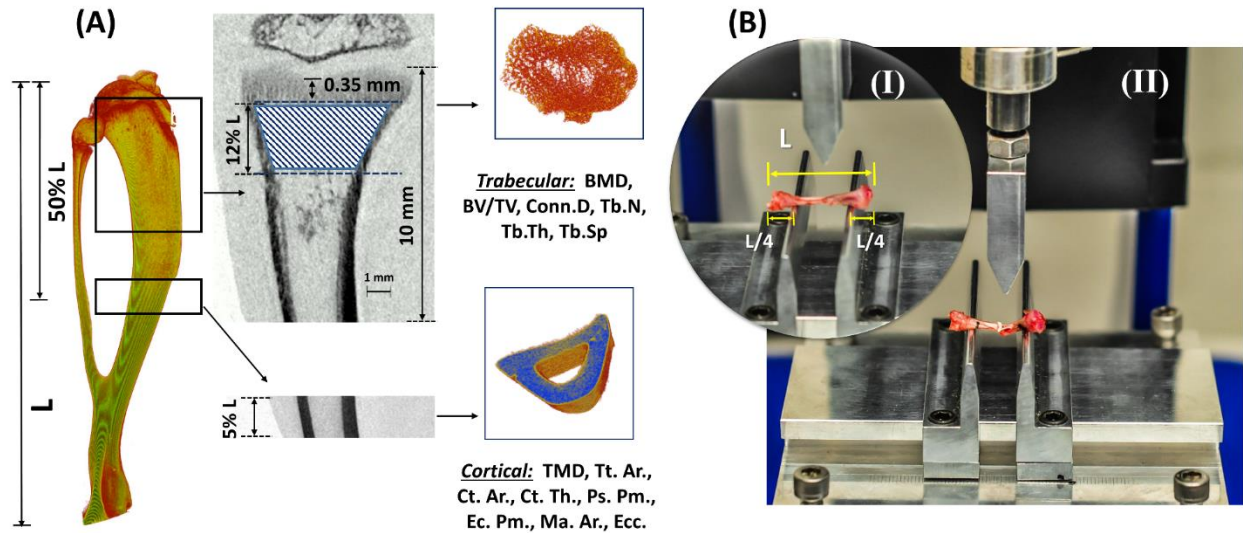 (A)
50% L
L
0.35 mm
12% L
10 mm
1 mm
5% L
Trabecular: BMD,
BV/TV, Conn.D, Tb.N,
Tb.Th, Tb.Sp
Cortical: TMD, Tt. Ar.,
Ct. Ar., Ct. Th., Ps. Pm.,
Ec. Pm., Ma. Ar., Ecc.
(B)
(I)
L
L/4
L/4
(II)